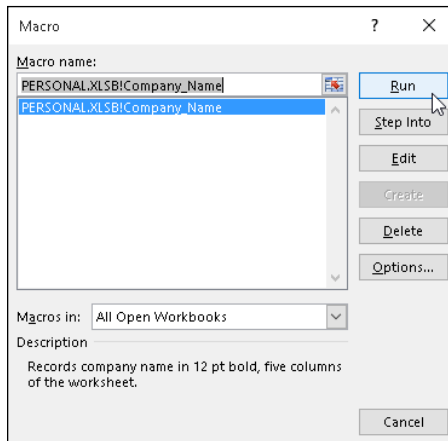 Macro ? ×
Macro name:
PERSONAL.XLSB!Company_Name
Run
PERSONAL.XLSB!Company_Name
Step Into
Edit
Create
Delete
Options...
Macros in: All Open Workbooks
Description
Records company name in 12 pt bold, five columns
of the worksheet.
Cancel